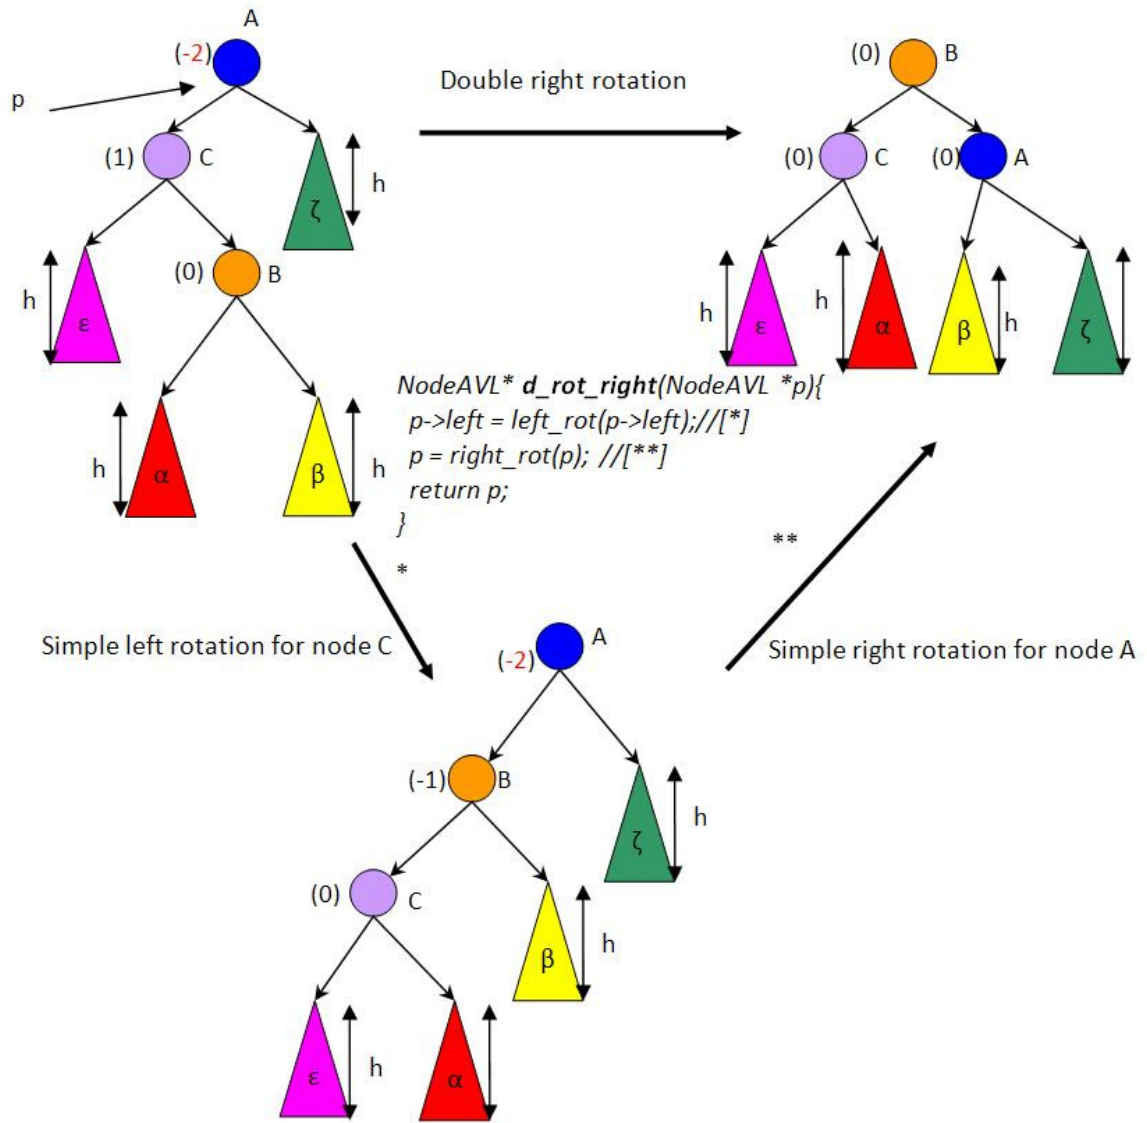 A
(-2)
p
(1)
C
h
ζ
h
ε
(0)
B
h
α
β
h
Double right rotation
(0)
B
(0)
C
(0)
A
h
ε
h
α
β
h
ζ
NodeAVL* d_rot_right(NodeAVL *p){
p->left = left_rot(p->left);//[*]
p = right_rot(p); //[**]
return p;
}
*
**
Simple left rotation for node C
Simple right rotation for node A
A
(-2)
(-1)
B
ζ
h
(0)
C
β
h
ε
h
α